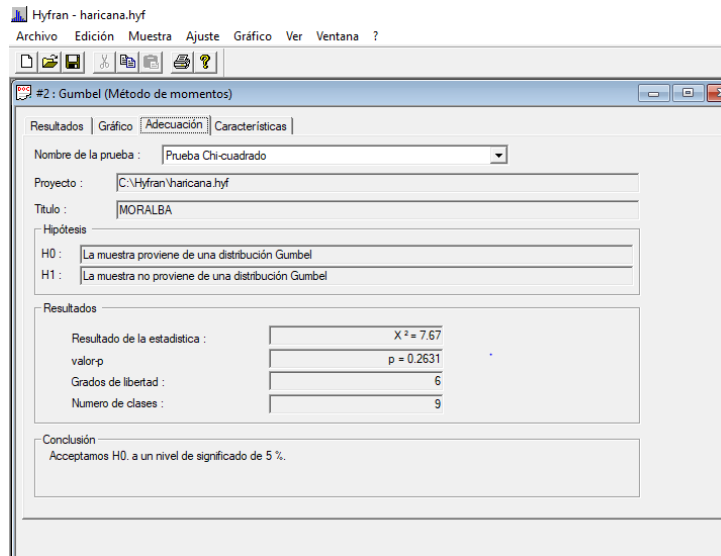 Hyfran - haricana.hyf
Archivo Edición Muestra Ajuste Gráfico Ver Ventana ?
#2 : Gumbel (Método de momentos)
Resultados Gráfico Adecuación Características
Nombre de la prueba : Prueba Chi-cuadrado
Proyecto : C:\Hyfran\haricana.hyf
Titulo : MORALBA
Hipótesis
H0 : La muestra proviene de una distribución Gumbel
H1 : La muestra no proviene de una distribución Gumbel
Resultados
Resultado de la estadistica : X² = 7.67
valor-p p = 0.2631
Grados de libertad : 6
Numero de clases : 9
Conclusión
Acceptamos H0. a un nivel de significado de 5 %.